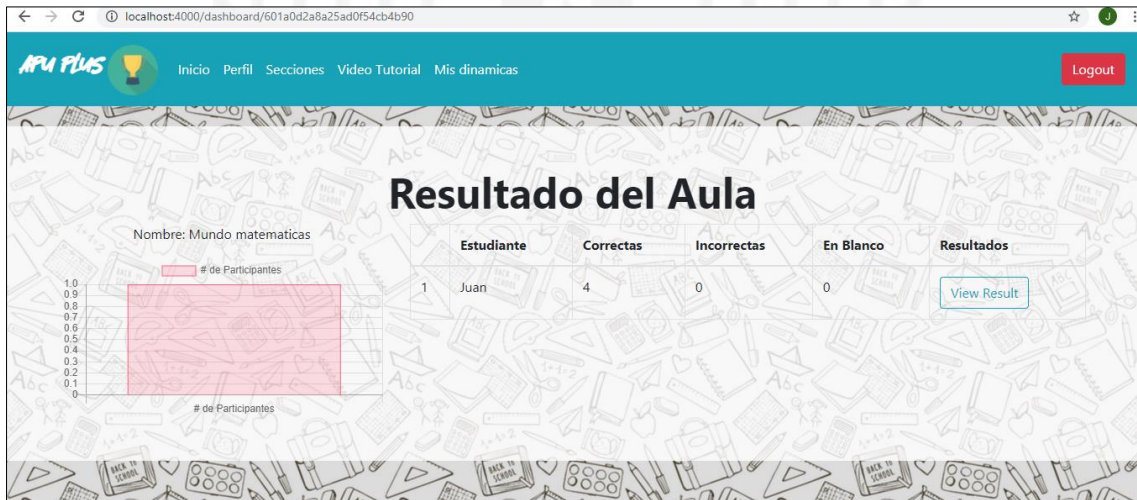 localhost:4000/dashboard/601a0d2a8a25ad0f54cb4b90
J
APU PLUS
Inicio Perfil Secciones Video Tutorial Mis dinamicas
Logout
Resultado del Aula
Nombre: Mundo matematicas
# de Participantes
1.0
0.9
0.8
0.7
0.6
0.5
0.4
0.3
0.2
0.1
0
# de Participantes
Estudiante Correctas Incorrectas En Blanco Resultados
1 Juan 4 0 0 View Result